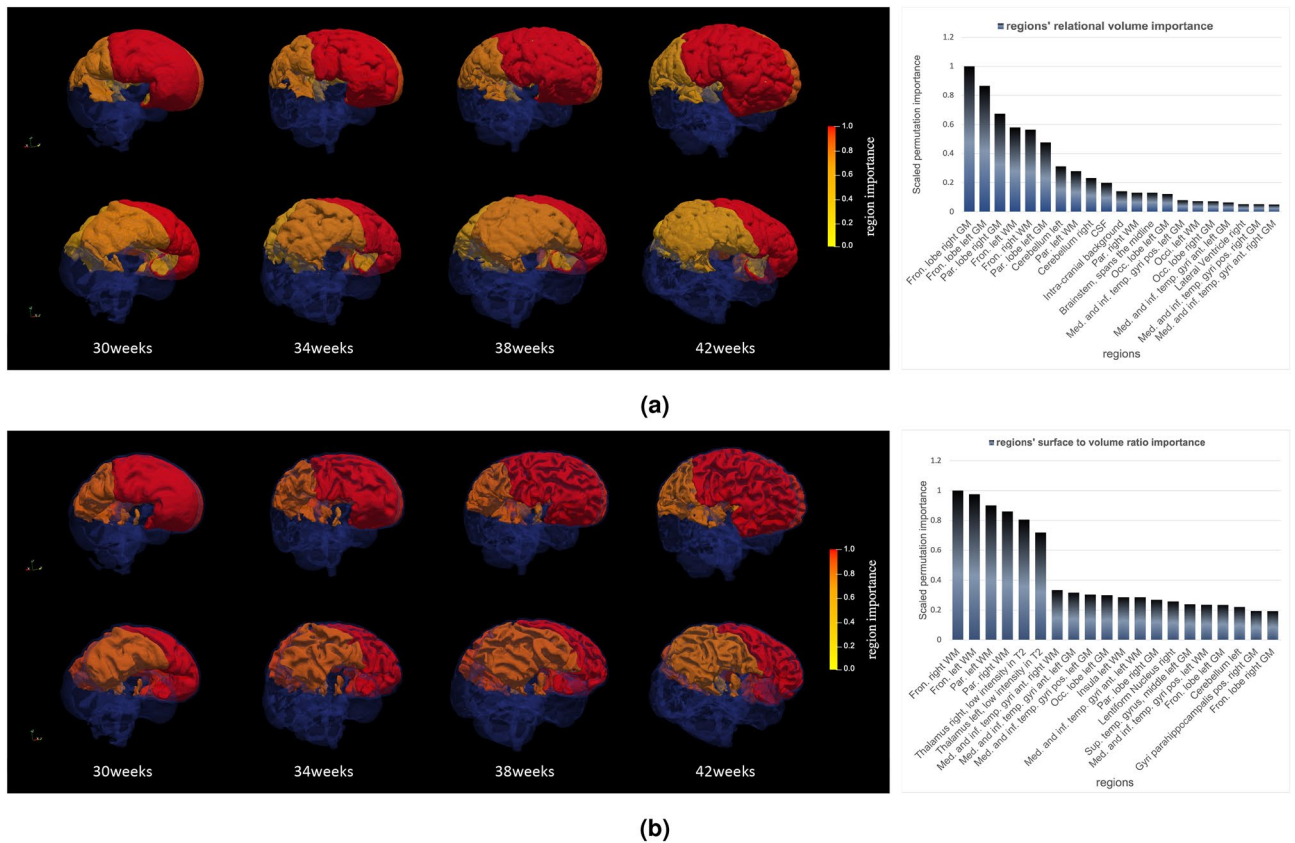 30weeks
34weeks
38weeks
42weeks
1.0
0.8
0.6
0.4
0.2
0.0
region importance
regions' relational volume importance
Scaled permutation importance
1.2
1
0.8
0.6
0.4
0.2
0
Fron. lobe right GM
Fron. lobe left GM
Par. lobe right GM
Fron. left WM
Fron. right WM
Par. lobe left GM
Cerebellum left
Par. left WM
Cerebellum right
CSF
Intra-cranial background
Par. right WM
Brainstem, spans the midline
Occ. lobe left GM
Med. and inf. temp. gyri pos. left GM
Occi. left WM
Occ. lobe right GM
Med. and inf. temp. gyri ant. left GM
Lateral Ventricle right
Med. and inf. temp. gyri pos. right GM
Med. and inf. temp. gyri ant. right GM
regions
(a)
30weeks
34weeks
38weeks
42weeks
1.0
0.8
0.6
0.4
0.2
0.0
region importance
regions' surface to volume ratio importance
Scaled permutation importance
1.2
1
0.8
0.6
0.4
0.2
0
Fron. right WM
Fron. left WM
Par. left WM
Par. right WM
Thalamus right, low intensity in T2
Thalamus left, low intensity in T2
Med. and inf. temp. gyri ant. right WM
Med. and inf. temp. gyri ant. left GM
Med. and inf. temp. gyri pos. left GM
Occ. lobe left GM
Insula left WM
Med. and inf. temp. gyri ant. left WM
Par. lobe right GM
Lentiform Nucleus right
Sup. temp. gyrus, middle left GM
Med. and inf. temp. gyri pos. left WM
Fron. lobe left GM
Cerebellum left
Gyri parahippocampalis pos. right GM
Fron. lobe right GM
regions
(b)